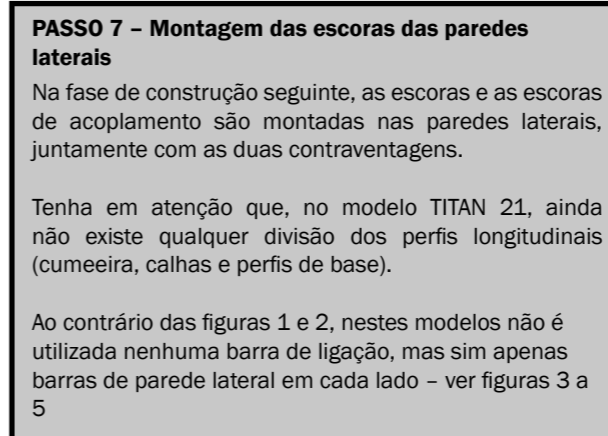 PASSO 7 – Montagem das escoras das paredes
laterais
Na fase de construção seguinte, as escoras e as escoras
de acoplamento são montadas nas paredes laterais,
juntamente com as duas contraventagens.
Tenha em atenção que, no modelo TITAN 21, ainda
não existe qualquer divisão dos perfis longitudinais
(cumeeira, calhas e perfis de base).
Ao contrário das figuras 1 e 2, nestes modelos não é
utilizada nenhuma barra de ligação, mas sim apenas
barras de parede lateral em cada lado – ver figuras 3 a
5